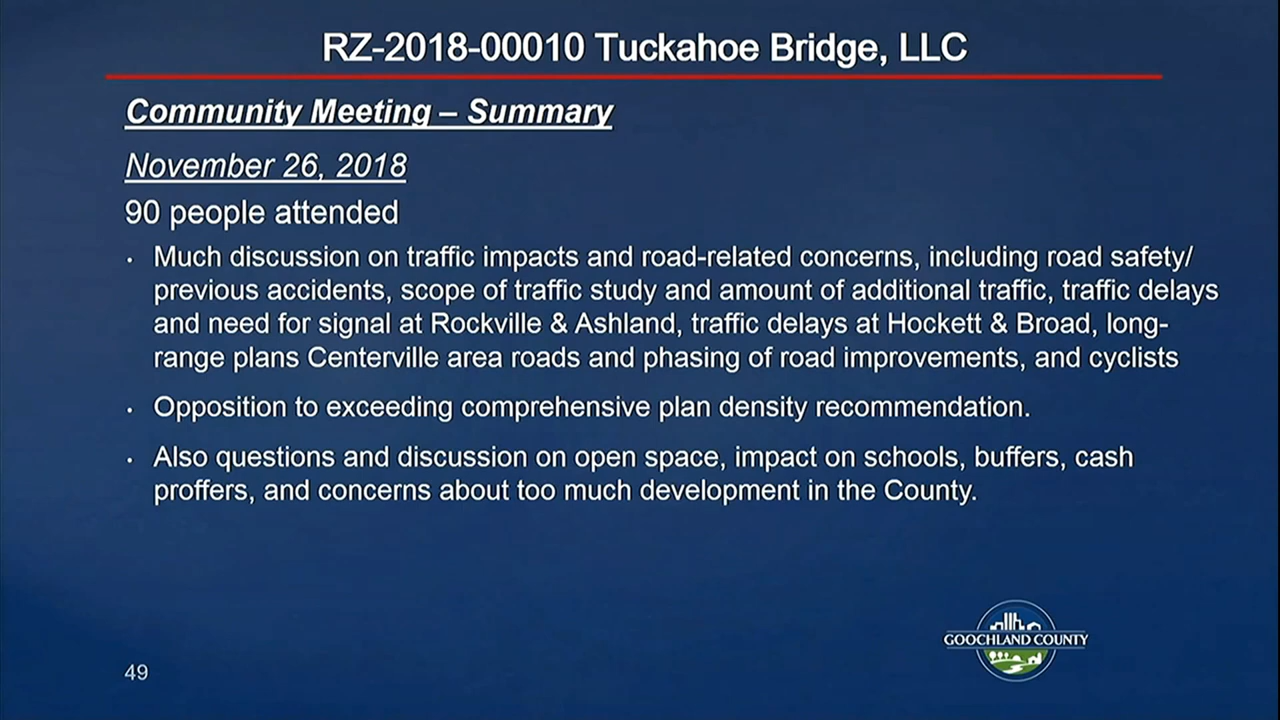 RZ-2018-00010 Tuckahoe Bridge, LLC
Community Meeting – Summary
November 26, 2018
90 people attended
• Much discussion on traffic impacts and road-related concerns, including road safety/
previous accidents, scope of traffic study and amount of additional traffic, traffic delays
and need for signal at Rockville & Ashland, traffic delays at Hockett & Broad, long-
range plans Centerville area roads and phasing of road improvements, and cyclists
• Opposition to exceeding comprehensive plan density recommendation.
• Also questions and discussion on open space, impact on schools, buffers, cash
proffers, and concerns about too much development in the County.
GOOCHLAND COUNTY
49